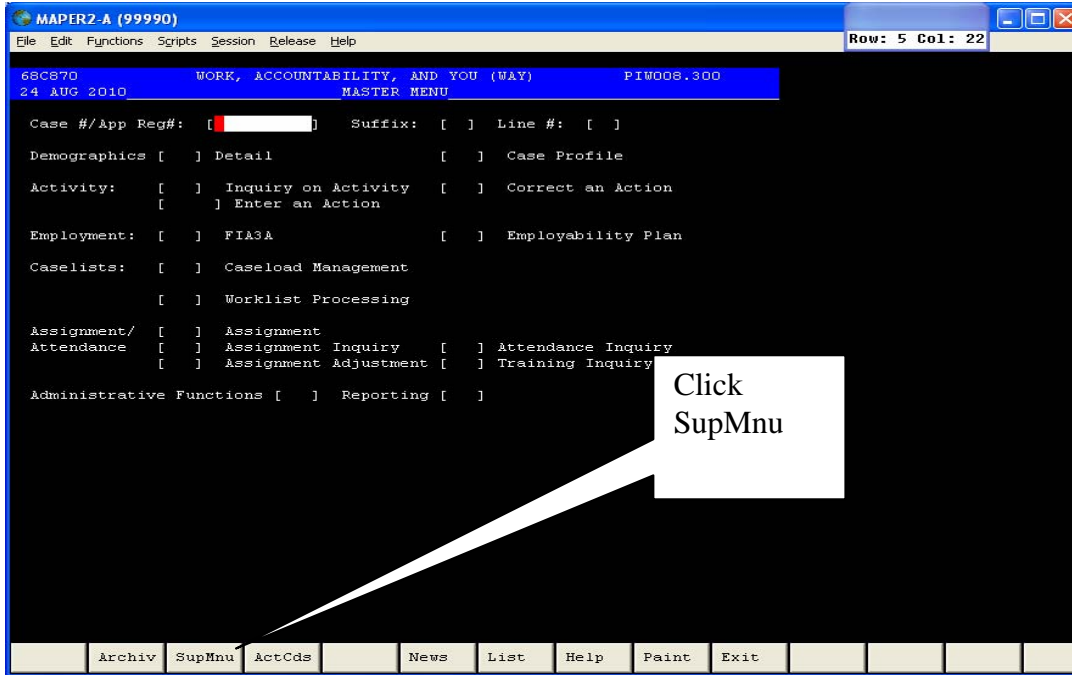 MAPER2-A (99990)
File Edit Functions Scripts Session Release Help
Row: 5 Col: 22
68C870 WORK, ACCOUNTABILITY, AND YOU (WAY) PIW008.300
24 AUG 2010 MASTER MENU
Case #/App Reg#: [ ] Suffix: [ ] Line #: [ ]
Demographics [ ] Detail [ ] Case Profile
Activity: [ ] Inquiry on Activity [ ] Correct an Action
[ ] Enter an Action
Employment: [ ] FIA3A [ ] Employability Plan
Caselists: [ ] Caseload Management
[ ] Worklist Processing
Assignment/ [ ] Assignment
Attendance [ ] Assignment Inquiry [ ] Attendance Inquiry
[ ] Assignment Adjustment [ ] Training Inquiry
Administrative Functions [ ] Reporting [ ]
Click
SupMnu
Archiv SupMnu ActCds News List Help Paint Exit